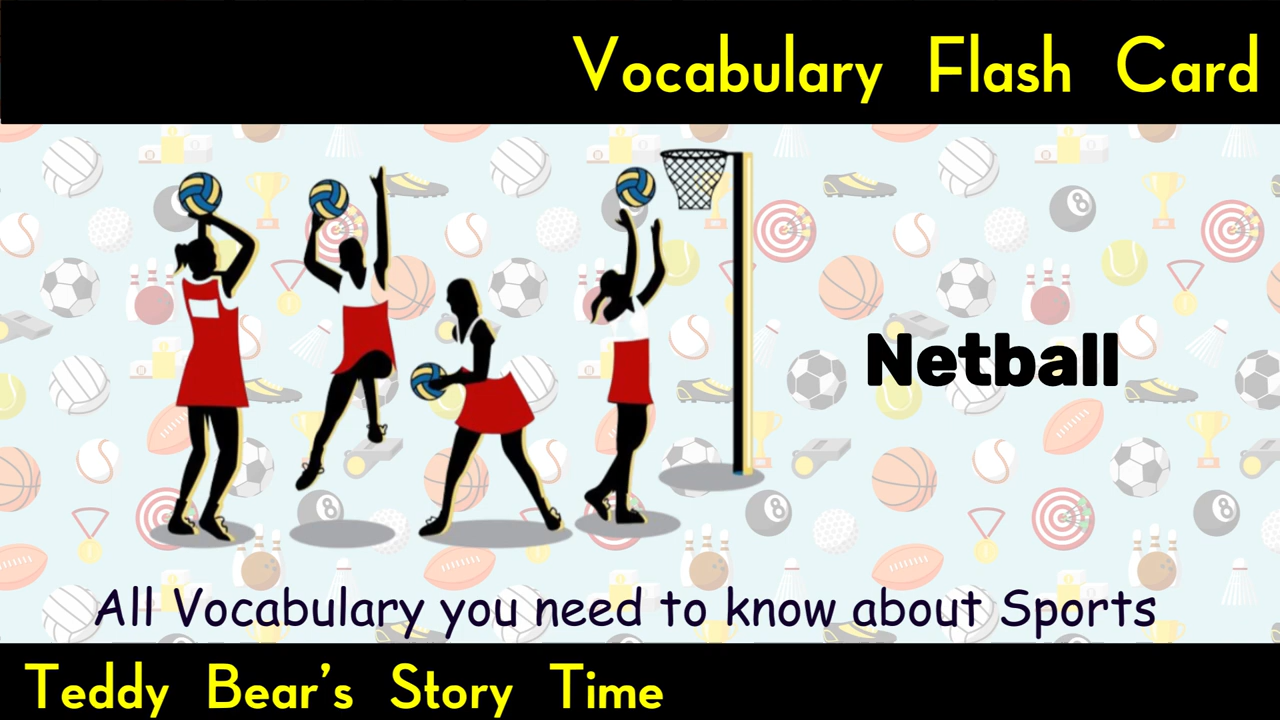 Vocabulary Flash Card
Netball
All Vocabulary you need to know about Sports
Teddy Bear's Story Time